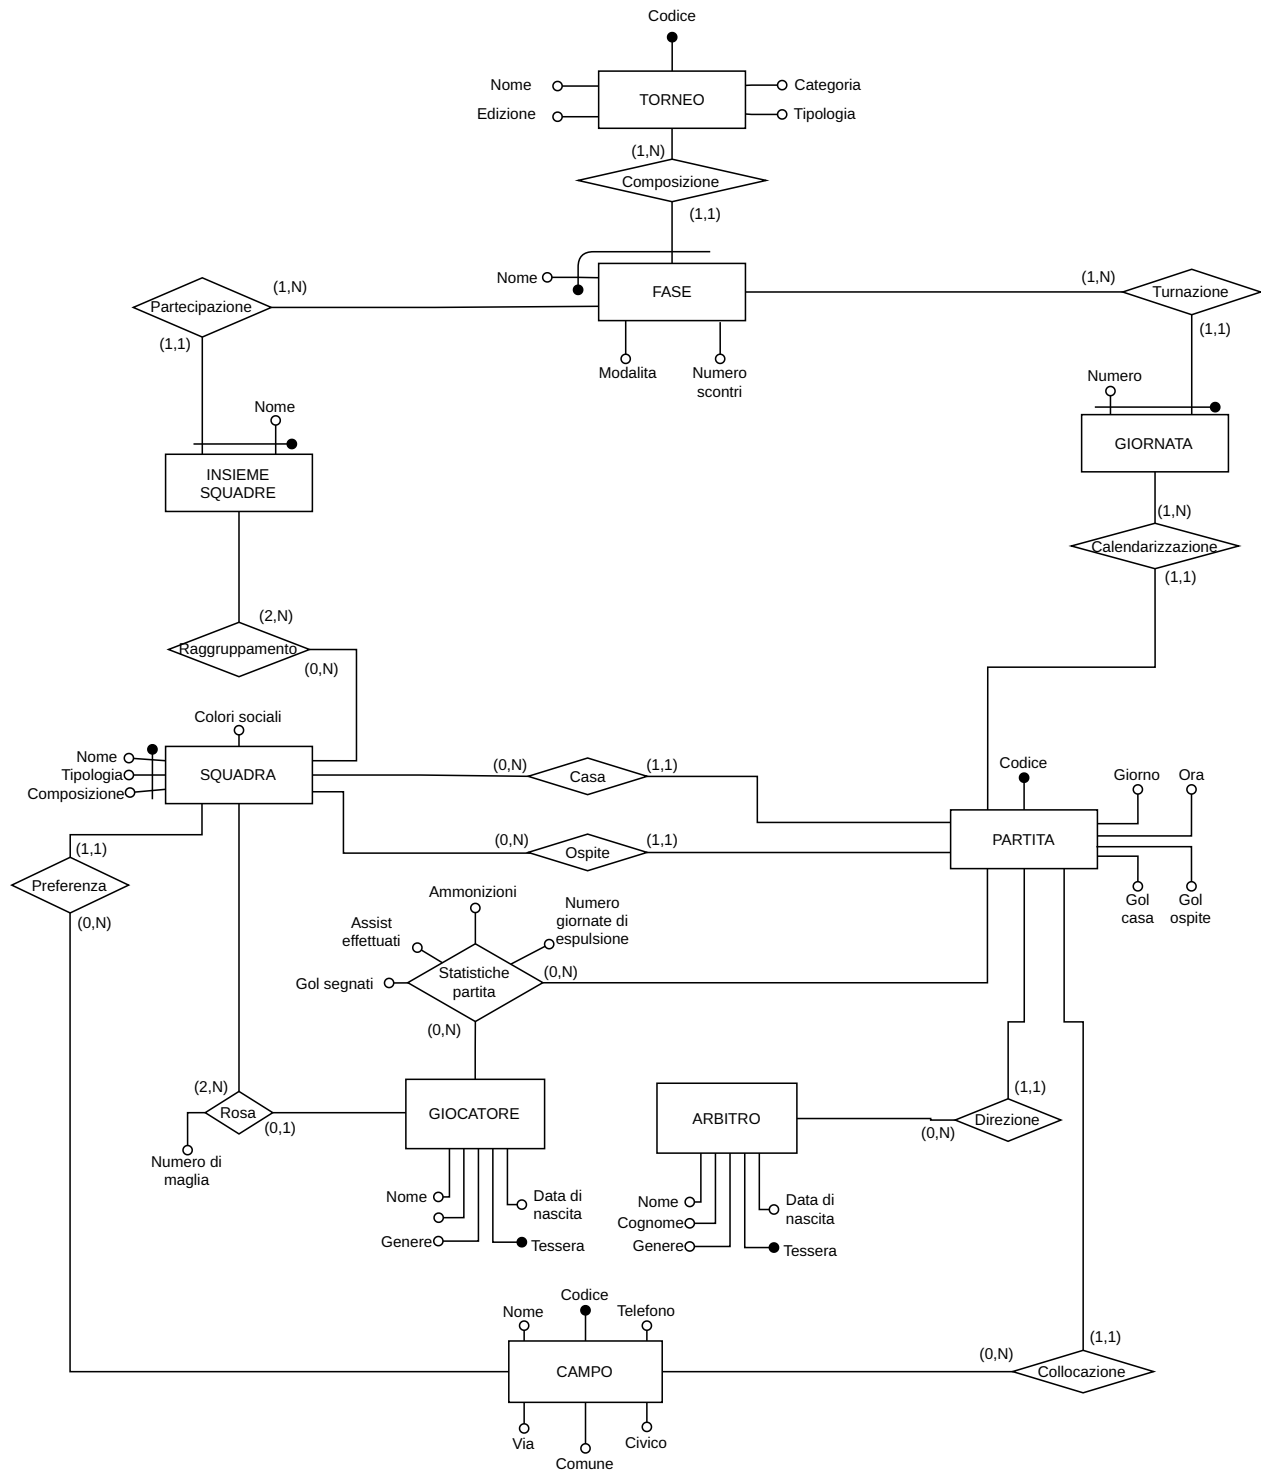 Codice
Nome
Categoria
Edizione
Tipologia
TORNEO
(1,N)
Composizione
(1,1)
Nome
FASE
Modalita
Numero
scontri
(1,N)
Partecipazione
(1,1)
(1,N)
Turnazione
(1,1)
Nome
INSIEME
SQUADRE
Numero
GIORNATA
(1,N)
Calendarizzazione
(1,1)
(2,N)
Raggruppamento
(0,N)
Colori sociali
Nome
Tipologia
Composizione
SQUADRA
(0,N)
Casa
(1,1)
(0,N)
Ospite
(1,1)
Codice
Giorno
Ora
PARTITA
Gol
casa
Gol
ospite
(1,1)
Preferenza
(0,N)
Ammonizioni
Assist
effettuati
Numero
giornate di
espulsione
Gol segnati
Statistiche
partita
(0,N)
(0,N)
(2,N)
Rosa
(0,1)
Numero di
maglia
GIOCATORE
Nome
Genere
Data di
nascita
Tessera
ARBITRO
(1,1)
Direzione
(0,N)
Nome
Cognome
Genere
Data di
nascita
Tessera
Nome
Codice
Telefono
CAMPO
Via
Comune
Civico
(0,N)
(1,1)
Collocazione